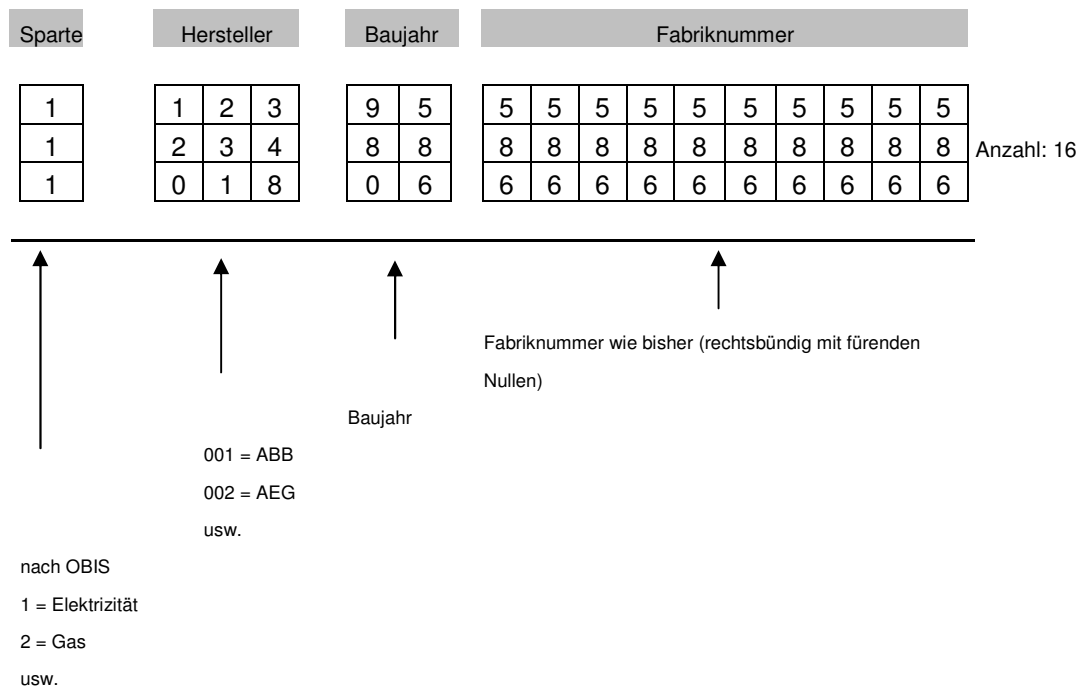 Sparte Hersteller Baujahr Fabriknummer
1 1 2 3 9 5 5 5 5 5 5 5 5 5 5 5
1 2 3 4 8 8 8 8 8 8 8 8 8 8 8 8 Anzahl: 16
1 0 1 8 0 6 6 6 6 6 6 6 6 6 6 6
Fabriknummer wie bisher (rechtsbündig mit fürenden
Nullen)
Baujahr
001 = ABB
002 = AEG
usw.
nach OBIS
1 = Elektrizität
2 = Gas
usw.